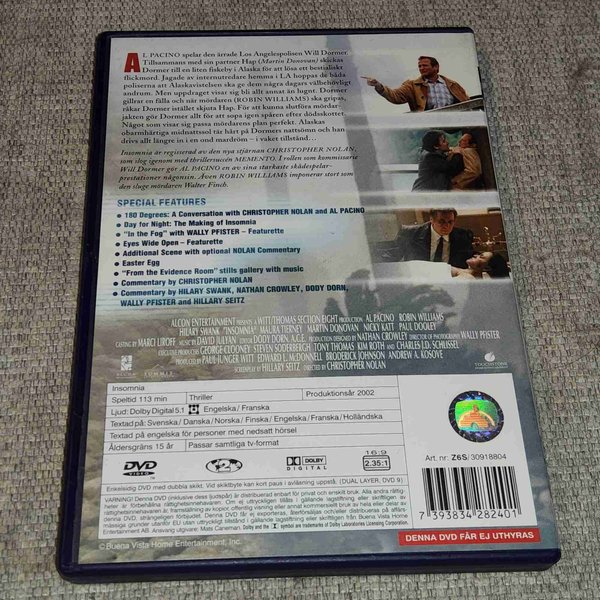 AL PACINO spelar den ärrade Los Angelespolisen Will Dormer.
Tillsammans med sin partner Hap (Martin Donovan) skickas
Dormer till en liten fiskeby i Alaska för att lösa ett bestialiskt
flickmord. Jagade av internutredare hemma i LA hoppas de båda
poliserna att Alaskavistelsen ska ge dem några dagars välbehövligt
andrum. Men uppdraget visar sig bli allt annat än lugnt. Dormer
gillrar en fälla och när mördaren (ROBIN WILLIAMS) ska gripas,
råkar Dormer istället skjuta Hap. För att kunna slutföra mördar-
jakten gör Dormer allt för att sopa igen spåren efter dödsskottet.
Något som visar sig passa mördarens plan perfekt. Alaskas
obarmhärtiga midnattssol tär hårt på Dormers nattsömn och han
drivs allt längre in i en ond mardröm – i vaket tillstånd…
Insomnia är regisserad av den nya stjärnan CHRISTOPHER NOLAN,
som slog igenom med thrillersuccén MEMENTO. I rollen som kommissarie
Will Dormer gör AL PACINO en av sina starkaste skådespelar-
prestationer någonsin. Även ROBIN WILLIAMS imponerar stort som
den sluge mördaren Walter Finch.
SPECIAL FEATURES
• 180 Degrees: A Conversation with CHRISTOPHER NOLAN and AL PACINO
• Day for Night: The Making of Insomnia
• "In the Fog" with WALLY PFISTER – Featurette
• Eyes Wide Open – Featurette
• Additional Scene with optional NOLAN Commentary
• Easter Egg
• "From the Evidence Room" stills gallery with music
• Commentary by CHRISTOPHER NOLAN
• Commentary by HILARY SWANK, NATHAN CROWLEY, DODY DORN,
WALLY PFISTER and HILLARY SEITZ
ALCON ENTERTAINMENT PRESENTS A WITT/THOMAS SECTION EIGHT PRODUCTION AL PACINO ROBIN WILLIAMS
HILARY SWANK "INSOMNIA" MAURA TIERNEY MARTIN DONOVAN NICKY KATT PAUL DOOLEY
CASTING BY MARCI LIROFF MUSIC BY DAVID JULYAN EDITOR DODY DORN, A.C.E. PRODUCTION DESIGNER NATHAN CROWLEY DIRECTOR OF PHOTOGRAPHY WALLY PFISTER
EXECUTIVE PRODUCERS GEORGE CLOONEY STEVEN SODERBERGH TONY THOMAS KIM ROTH AND CHARLES J.D. SCHLISSEL
PRODUCED BY PAUL JUNGER WITT EDWARD L. McDONNELL BRODERICK JOHNSON ANDREW A. KOSOVE
SCREENPLAY BY HILLARY SEITZ DIRECTED BY CHRISTOPHER NOLAN
SUMMIT
TOUCHSTONE
Insomnia
Speltid 113 min Thriller Produktionsår 2002
Ljud: Dolby Digital 5.1 Engelska / Franska
Textad på: Svenska / Danska / Norska / Finska / Engelska / Franska / Holländska
Textad på engelska för personer med nedsatt hörsel
Åldersgräns 15 år Passar samtliga tv-format
DVD VIDEO 2 DOLBY DIGITAL 16:9 2.35:1
Art. nr: Z6S/30918804
Enkelsidig DVD med dubbla skikt. Vid skiktbyte kan kort paus i avläsning uppstå. (DUAL LAYER, DVD 9)
7 393834 282401
DENNA DVD FÅR EJ UTHYRAS
© Buena Vista Home Entertainment, Inc.